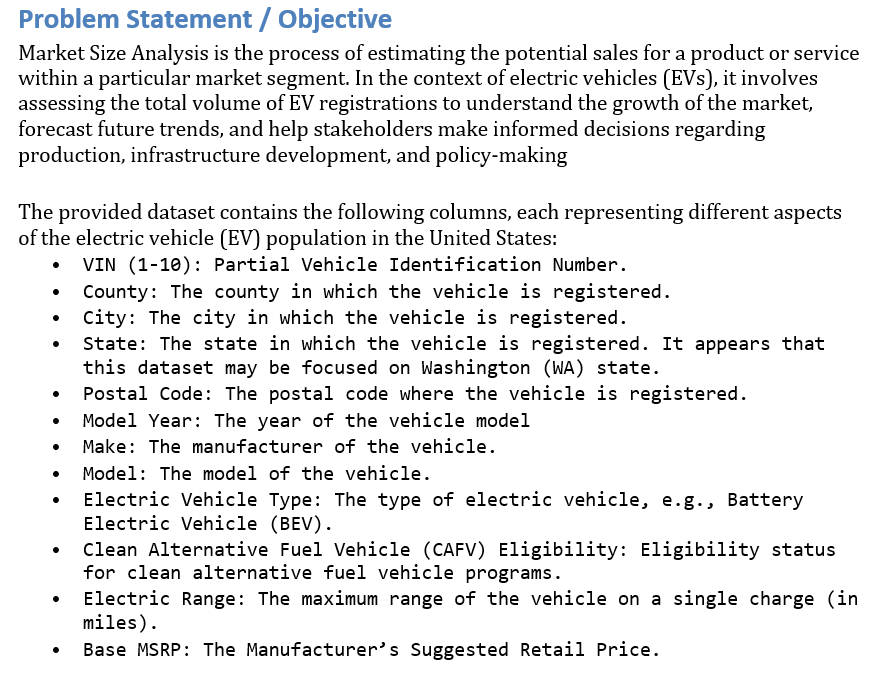 Problem Statement / Objective
Market Size Analysis is the process of estimating the potential sales for a product or service
within a particular market segment. In the context of electric vehicles (EVs), it involves
assessing the total volume of EV registrations to understand the growth of the market,
forecast future trends, and help stakeholders make informed decisions regarding
production, infrastructure development, and policy-making
The provided dataset contains the following columns, each representing different aspects
of the electric vehicle (EV) population in the United States:
• VIN (1-10): Partial Vehicle Identification Number.
• County: The county in which the vehicle is registered.
• City: The city in which the vehicle is registered.
• State: The state in which the vehicle is registered. It appears that
this dataset may be focused on Washington (WA) state.
• Postal Code: The postal code where the vehicle is registered.
• Model Year: The year of the vehicle model
• Make: The manufacturer of the vehicle.
• Model: The model of the vehicle.
• Electric Vehicle Type: The type of electric vehicle, e.g., Battery
Electric Vehicle (BEV).
• Clean Alternative Fuel Vehicle (CAFV) Eligibility: Eligibility status
for clean alternative fuel vehicle programs.
• Electric Range: The maximum range of the vehicle on a single charge (in
miles).
• Base MSRP: The Manufacturer’s Suggested Retail Price.